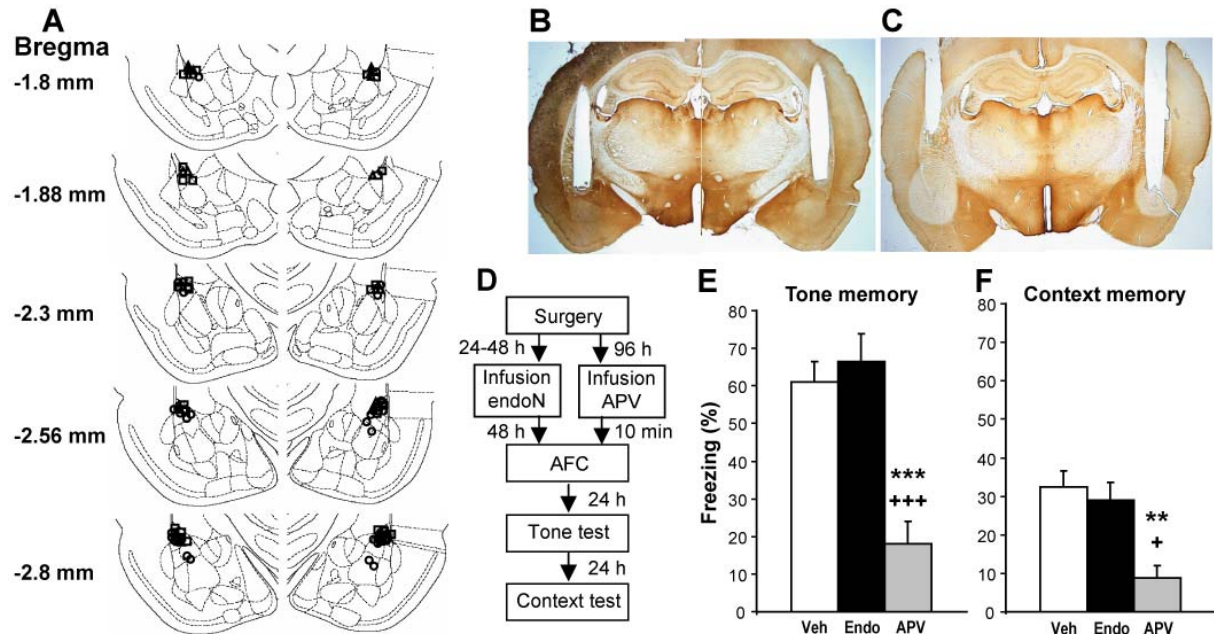 A
Bregma
-1.8 mm
-1.88 mm
-2.3 mm
-2.56 mm
-2.8 mm
B
C
D
Surgery
24-48 h
96 h
Infusion
endoN
Infusion
APV
48 h
10 min
AFC
24 h
Tone test
24 h
Context test
E
Tone memory
Freezing (%)
80
70
60
50
40
30
20
10
0
***
+++
Veh Endo APV
F
Context memory
80
70
60
50
40
30
20
10
0
**
+
Veh Endo APV